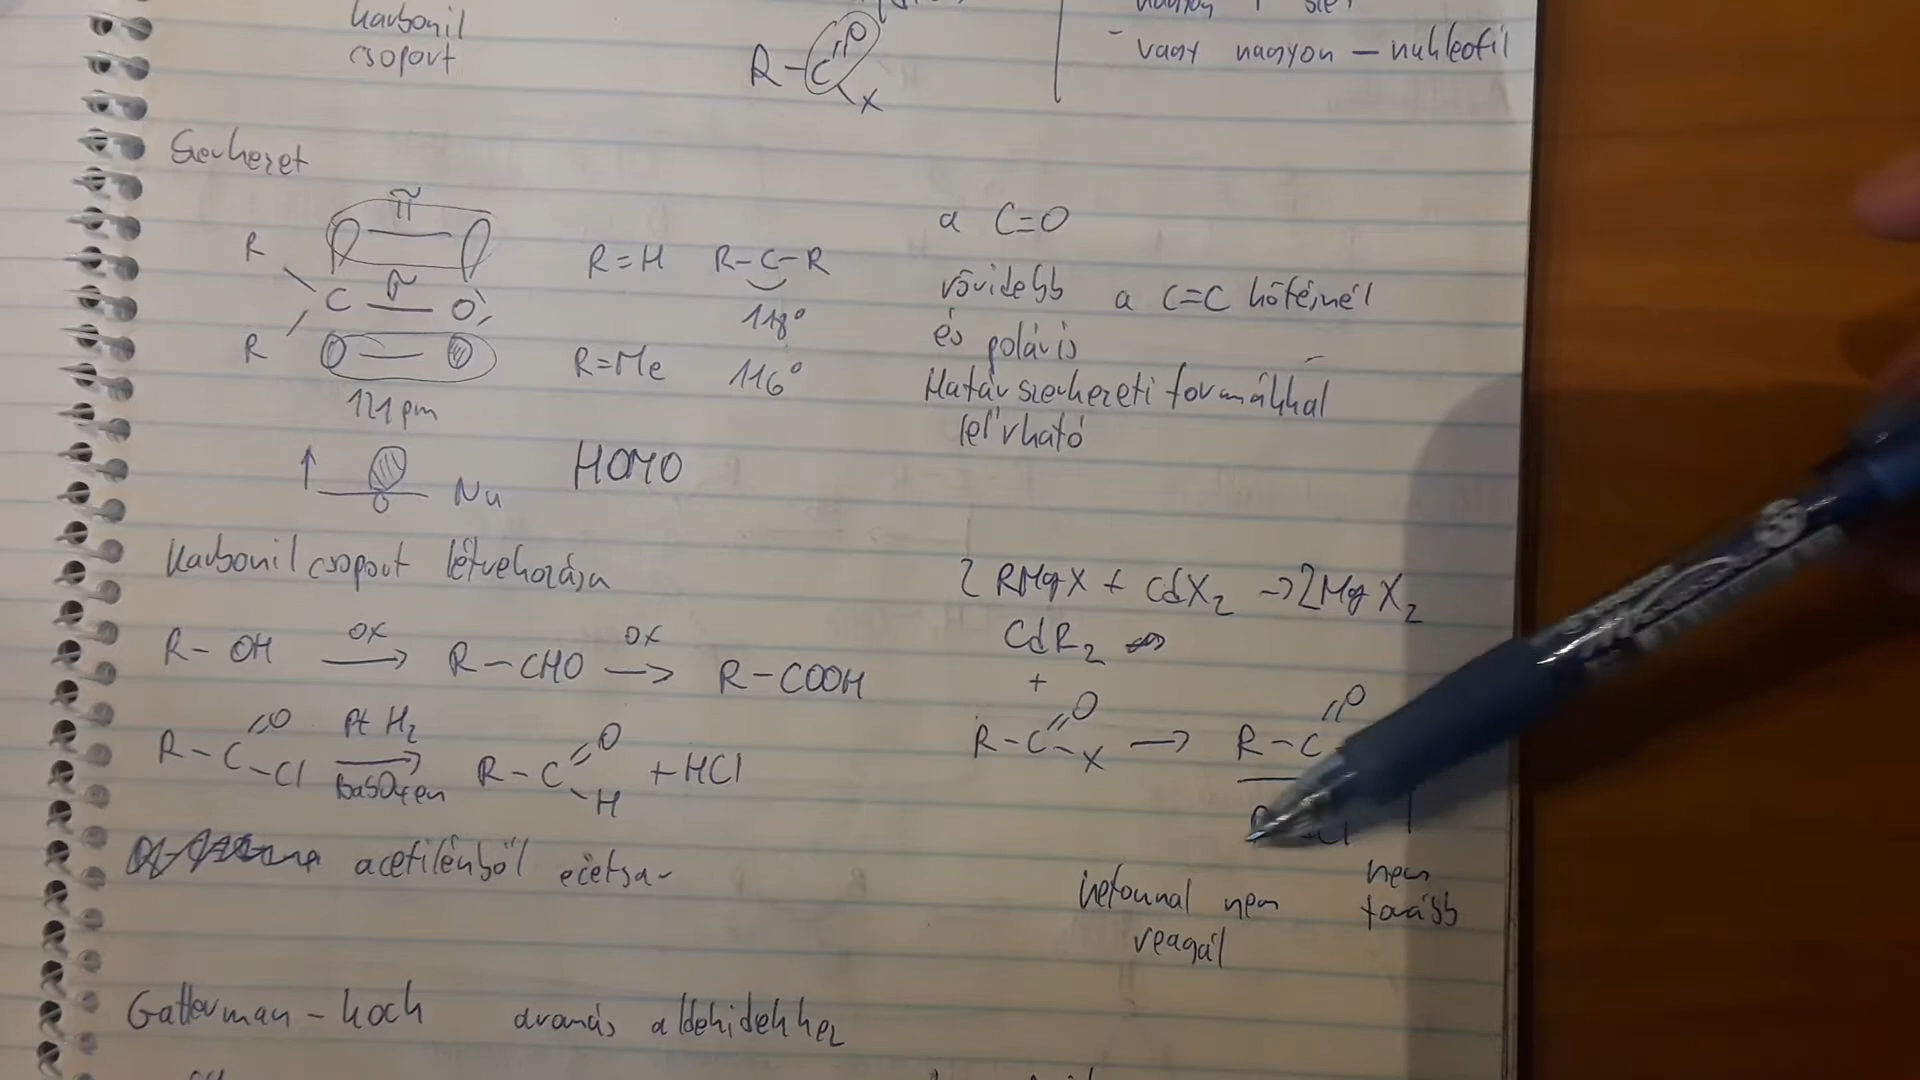 karbonil
csoport
R-C=O
X
- vagy nagyon — nukleofil
Szerkezet
π
R
R
C — O
121 pm
R=H R-C-R
118°
R=Me 116°
a C=O
rövidebb a C=C kötésnél
és poláris
Határszerkezeti formákkal
leírható
↑ Nu HOMO
Karbonil csoport létrehozása
R-OH ox → R-CHO ox → R-COOH
R-C=O -Cl Pt H2 → R-C=O -H + HCl
acetilénből ecetsa-
2 RMgX + CdX2 → 2MgX2
CdR2
+
R-C=O -X → R-C=O
ketonnal nem
reagál
nem
tovább
Gatterman-Koch aromás aldehidekhez